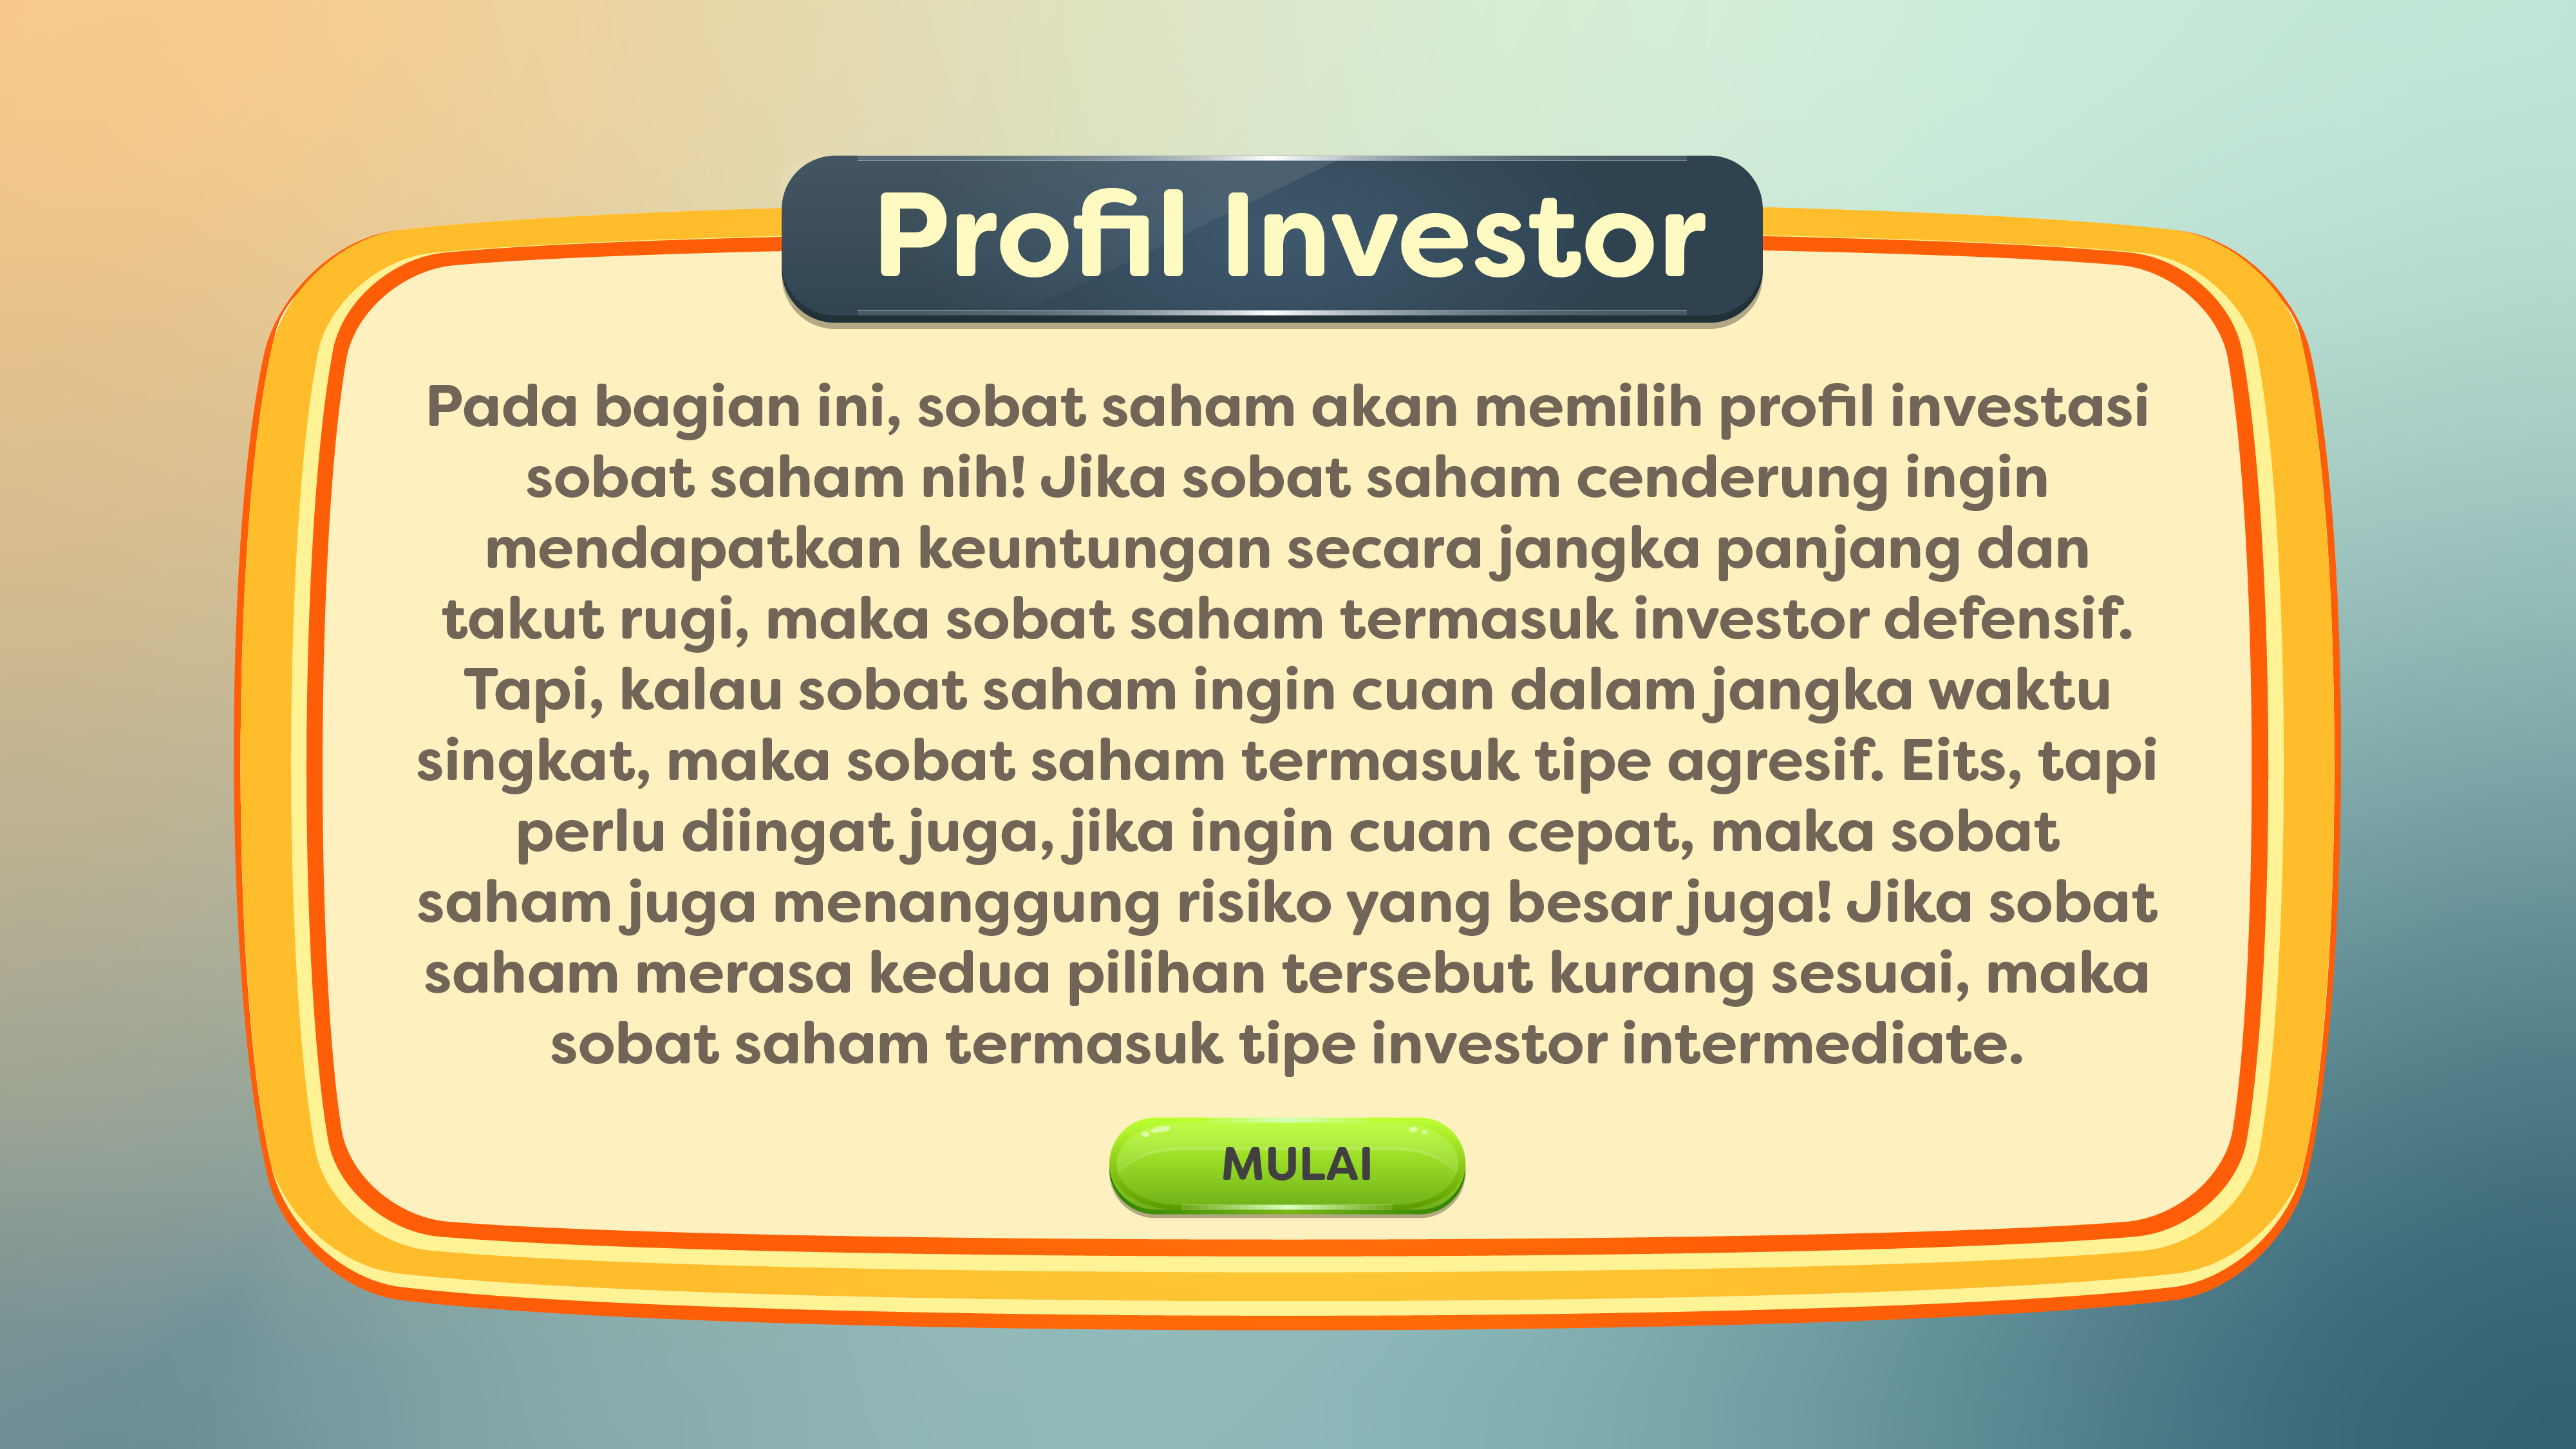 Profil Investor
Pada bagian ini, sobat saham akan memilih profil investasi
sobat saham nih! Jika sobat saham cenderung ingin
mendapatkan keuntungan secara jangka panjang dan
takut rugi, maka sobat saham termasuk investor defensif.
Tapi, kalau sobat saham ingin cuan dalam jangka waktu
singkat, maka sobat saham termasuk tipe agresif. Eits, tapi
perlu diingat juga, jika ingin cuan cepat, maka sobat
saham juga menanggung risiko yang besar juga! Jika sobat
saham merasa kedua pilihan tersebut kurang sesuai, maka
sobat saham termasuk tipe investor intermediate.
MULAI